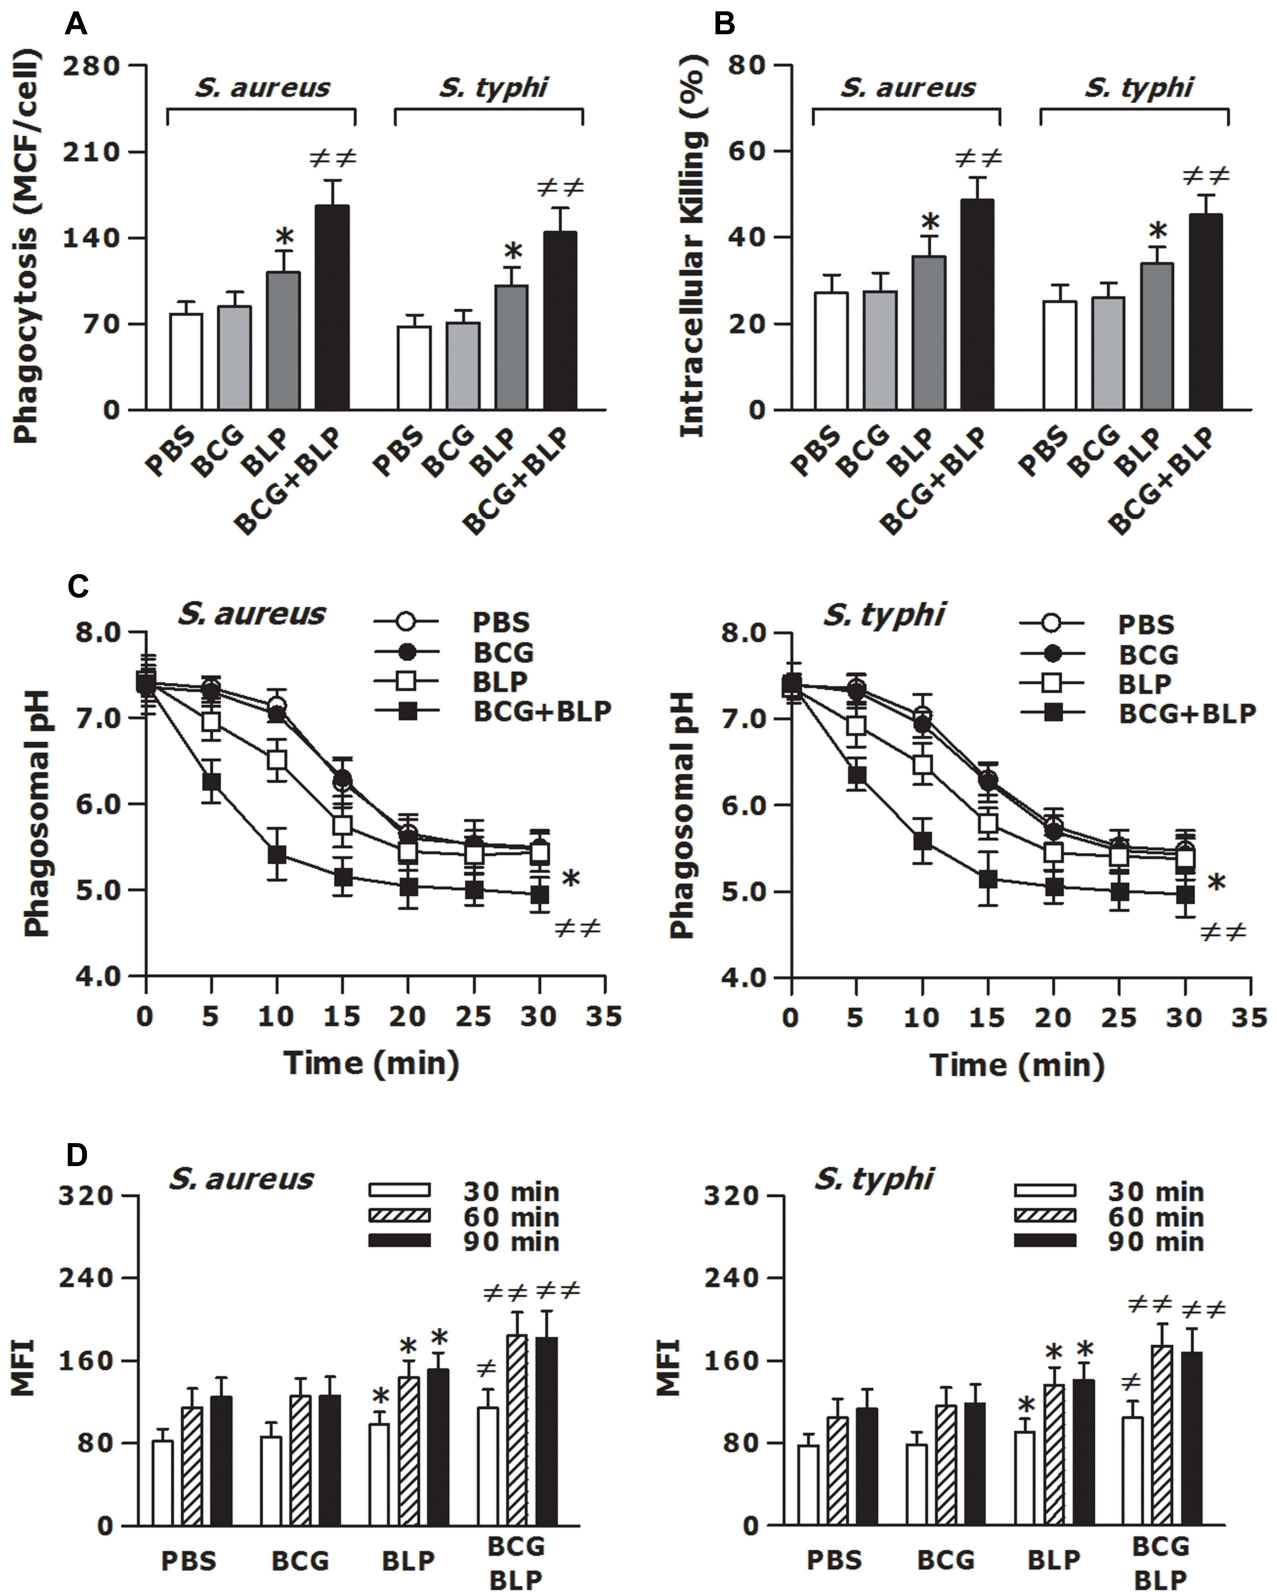 A
Phagocytosis (MCF/cell)
280
210
140
70
0
S. aureus
S. typhi
*
≠≠
*
≠≠
PBS
BCG
BLP
BCG+BLP
PBS
BCG
BLP
BCG+BLP
B
Intracellular Killing (%)
80
60
40
20
0
S. aureus
S. typhi
*
≠≠
*
≠≠
PBS
BCG
BLP
BCG+BLP
PBS
BCG
BLP
BCG+BLP
C
S. aureus
PBS
BCG
BLP
BCG+BLP
Phagosomal pH
8.0
7.0
6.0
5.0
4.0
*
≠≠
0 5 10 15 20 25 30 35
Time (min)
S. typhi
PBS
BCG
BLP
BCG+BLP
Phagosomal pH
8.0
7.0
6.0
5.0
4.0
*
≠≠
0 5 10 15 20 25 30 35
Time (min)
D
S. aureus
30 min
60 min
90 min
MFI
320
240
160
80
0
* * *
≠ ≠≠ ≠≠
PBS BCG BLP BCG
BLP
S. typhi
30 min
60 min
90 min
MFI
320
240
160
80
0
* * *
≠ ≠≠ ≠≠
PBS BCG BLP BCG
BLP